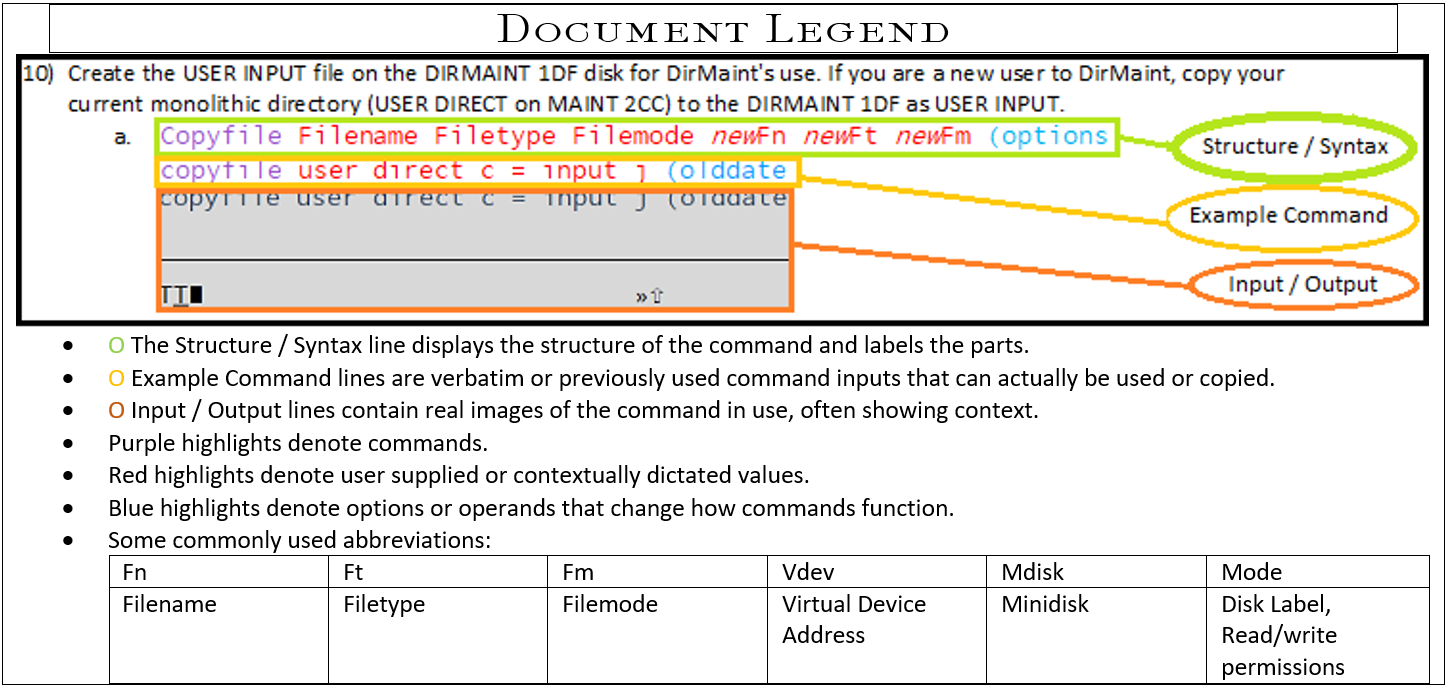 DOCUMENT LEGEND
10) Create the USER INPUT file on the DIRMAINT 1DF disk for DirMaint's use. If you are a new user to DirMaint, copy your
current monolithic directory (USER DIRECT on MAINT 2CC) to the DIRMAINT 1DF as USER INPUT.
a. Copyfile Filename Filetype Filemode newFn newFt newFm (options
Structure / Syntax
copyfile user direct c = input j (olddate
Example Command
copyfile user direct c = input j (olddate
Input / Output
TT█ »⇧
• O The Structure / Syntax line displays the structure of the command and labels the parts.
• O Example Command lines are verbatim or previously used command inputs that can actually be used or copied.
• O Input / Output lines contain real images of the command in use, often showing context.
• Purple highlights denote commands.
• Red highlights denote user supplied or contextually dictated values.
• Blue highlights denote options or operands that change how commands function.
• Some commonly used abbreviations:
Fn Ft Fm Vdev Mdisk Mode
Filename Filetype Filemode Virtual Device Minidisk Disk Label,
Address Read/write
permissions